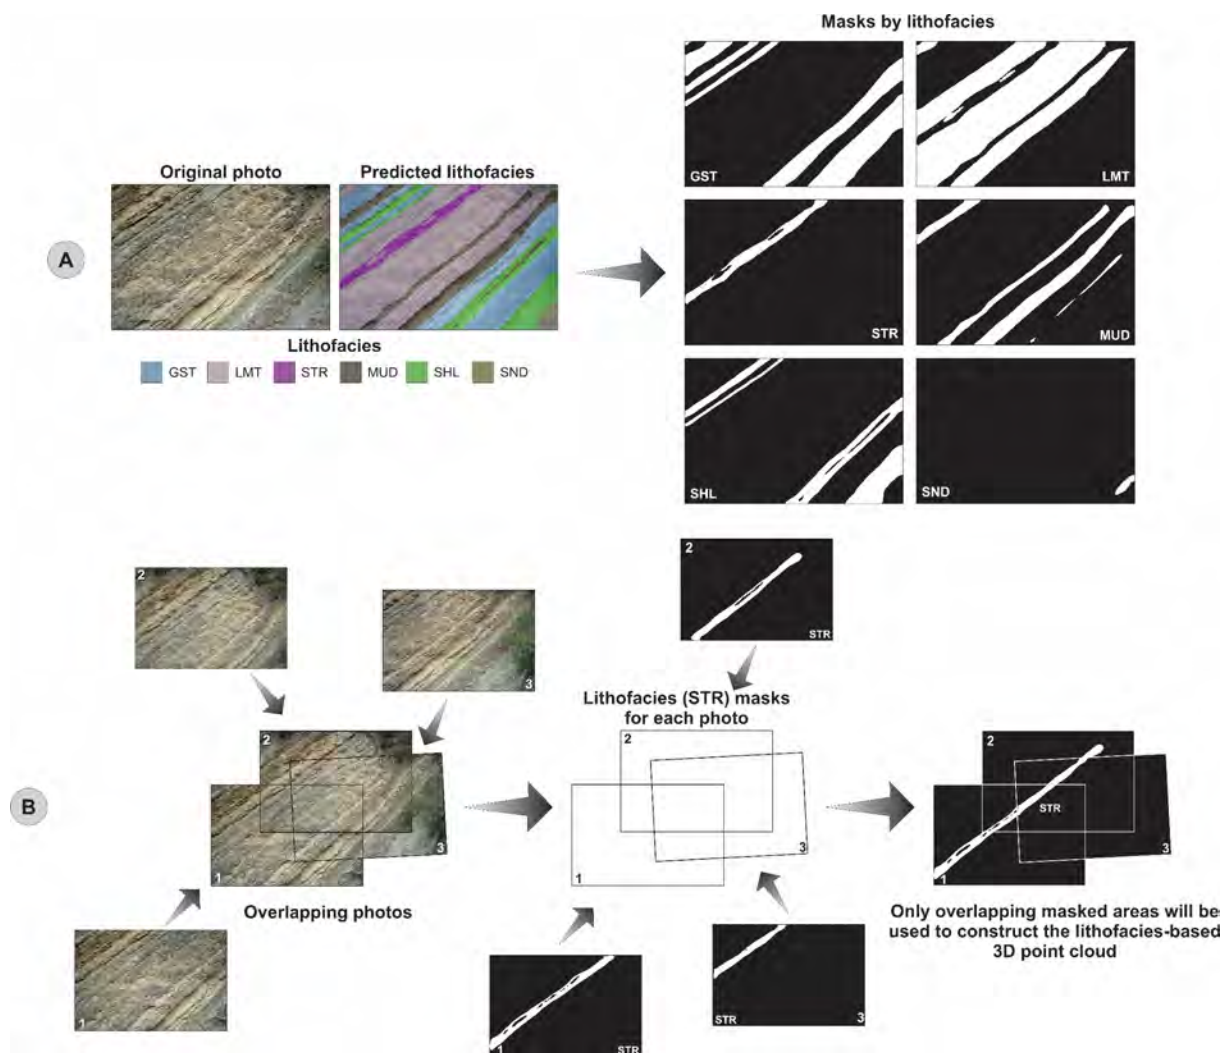 Masks by lithofacies
Original photo
Predicted lithofacies
GST
LMT
A
STR
MUD
Lithofacies
GST LMT STR MUD SHL SND
SHL
SND
2
STR
2
3
Lithofacies (STR) masks
for each photo
2
2
2
STR
B
3
3
3
1
1
1
Overlapping photos
Only overlapping masked areas will be
used to construct the lithofacies-based
3D point cloud
1
1
STR
STR
3